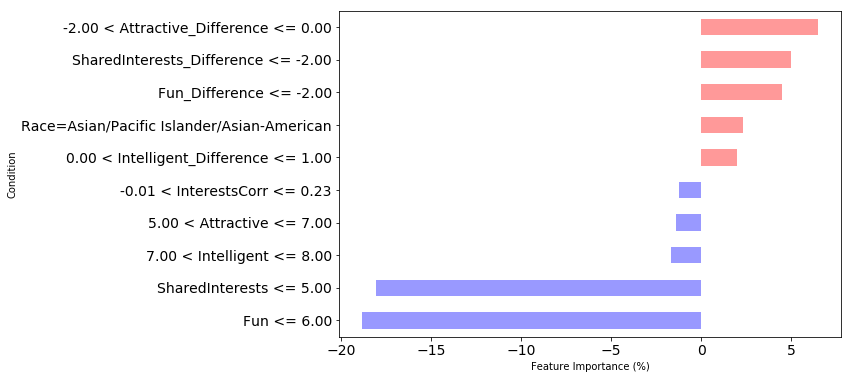 -2.00 < Attractive_Difference <= 0.00
SharedInterests_Difference <= -2.00
Fun_Difference <= -2.00
Race=Asian/Pacific Islander/Asian-American
0.00 < Intelligent_Difference <= 1.00
-0.01 < InterestsCorr <= 0.23
5.00 < Attractive <= 7.00
7.00 < Intelligent <= 8.00
SharedInterests <= 5.00
Fun <= 6.00
Condition
−20 −15 −10 −5 0 5
Feature Importance (%)